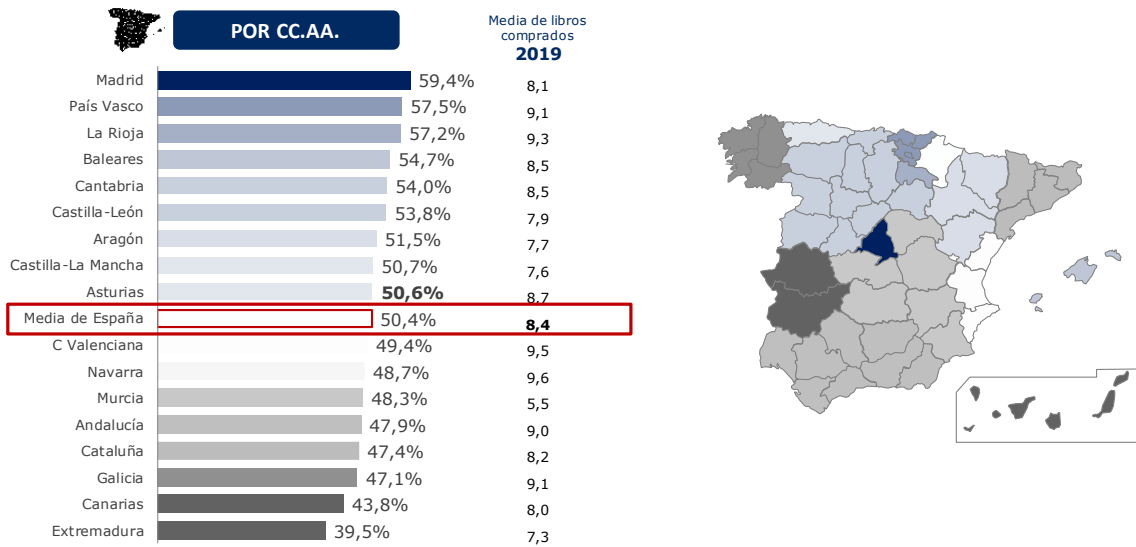 POR CC.AA.
Media de libros
comprados
2019
Madrid 59,4% 8,1
País Vasco 57,5% 9,1
La Rioja 57,2% 9,3
Baleares 54,7% 8,5
Cantabria 54,0% 8,5
Castilla-León 53,8% 7,9
Aragón 51,5% 7,7
Castilla-La Mancha 50,7% 7,6
Asturias 50,6% 8,7
Media de España 50,4% 8,4
C Valenciana 49,4% 9,5
Navarra 48,7% 9,6
Murcia 48,3% 5,5
Andalucía 47,9% 9,0
Cataluña 47,4% 8,2
Galicia 47,1% 9,1
Canarias 43,8% 8,0
Extremadura 39,5% 7,3